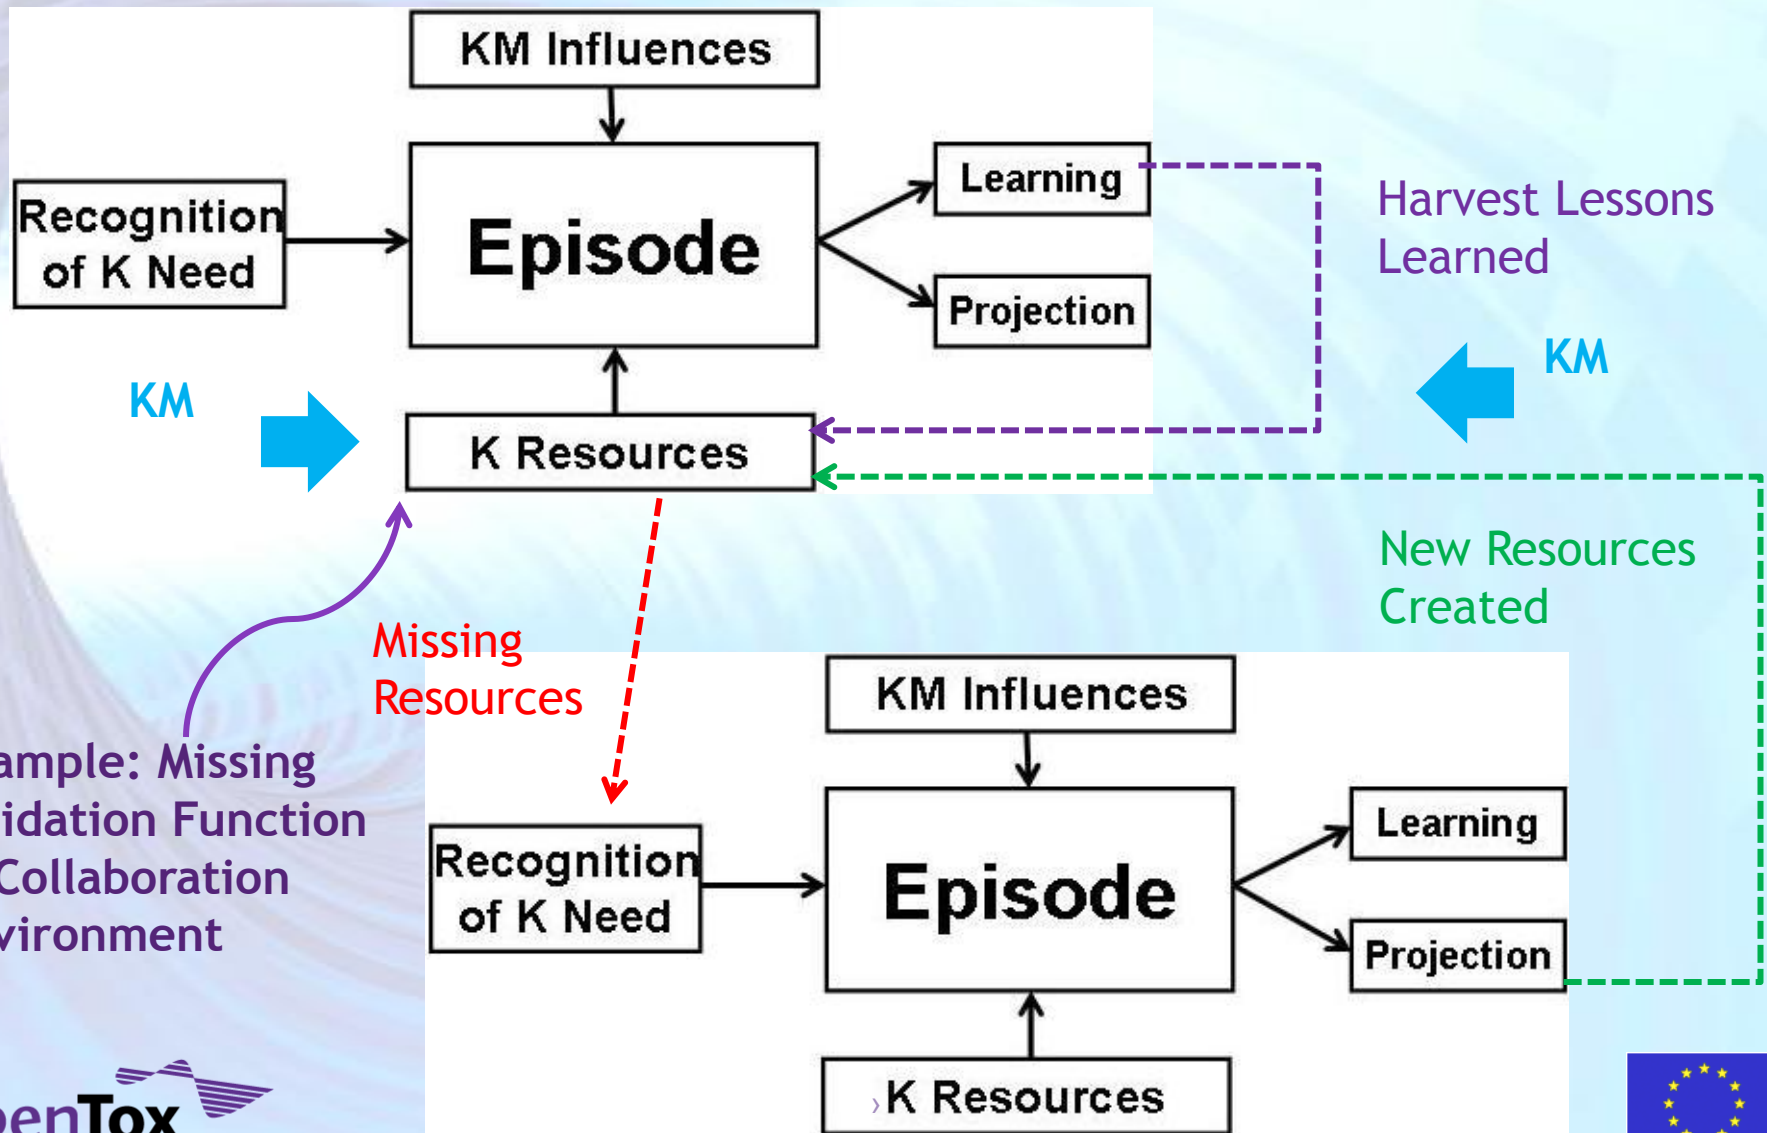 KM Influences
Recognition
of K Need
Episode
Learning
Projection
Harvest Lessons
Learned
KM
KM
K Resources
New Resources
Created
Missing
Resources
ample: Missing
idation Function
Collaboration
vironment
KM Influences
Recognition
of K Need
Episode
Learning
Projection
› K Resources
penTox